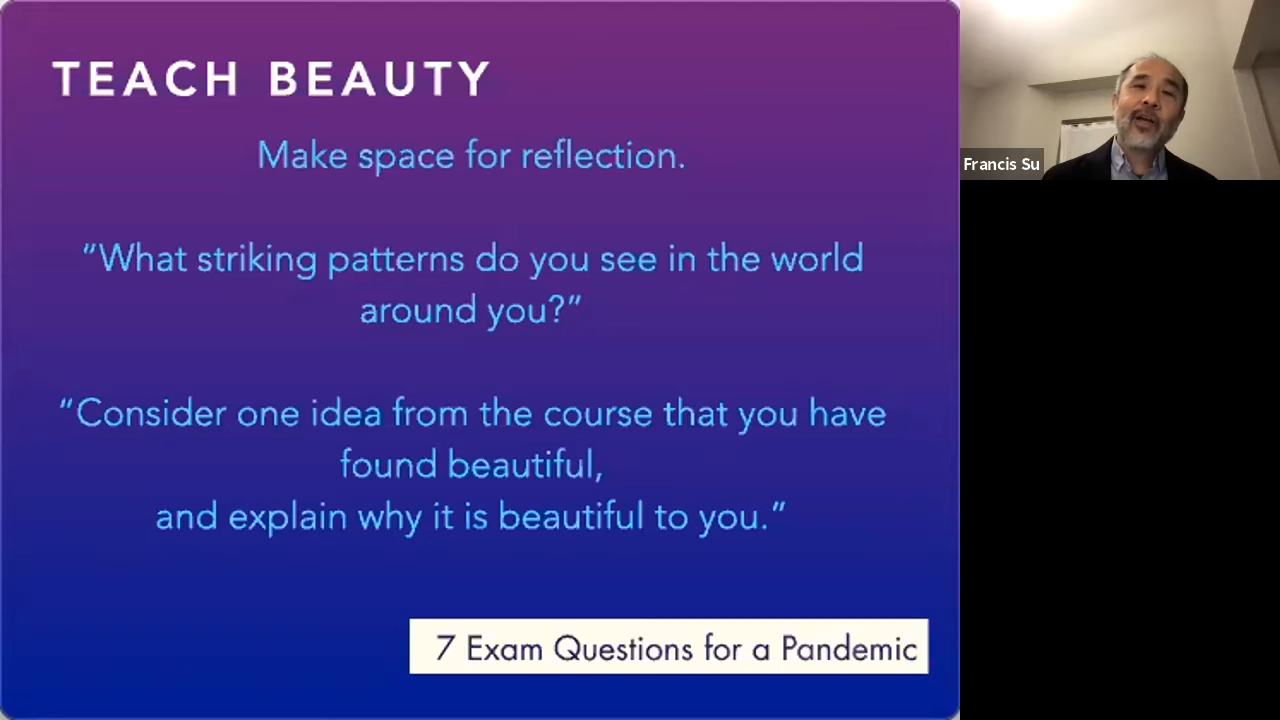 TEACH BEAUTY
Make space for reflection.
“What striking patterns do you see in the world
around you?”
“Consider one idea from the course that you have
found beautiful,
and explain why it is beautiful to you.”
7 Exam Questions for a Pandemic
Francis Su